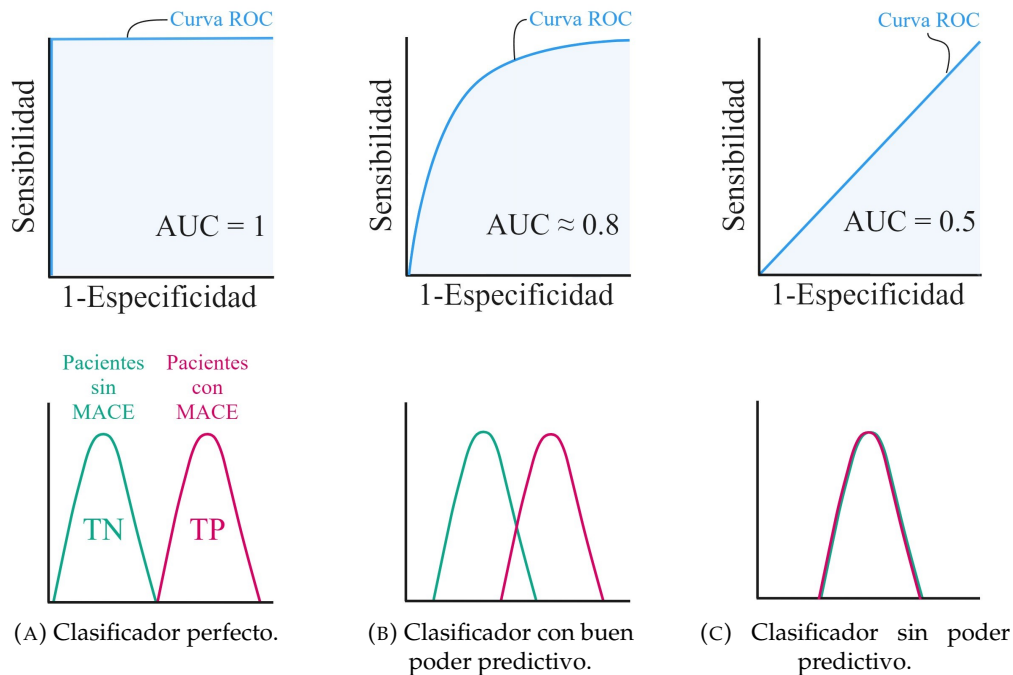 Curva ROC
Sensibilidad
AUC = 1
1-Especificidad
Curva ROC
Sensibilidad
AUC ≈ 0.8
1-Especificidad
Curva ROC
Sensibilidad
AUC = 0.5
1-Especificidad
Pacientes
sin
MACE
Pacientes
con
MACE
TN
TP
(A) Clasificador perfecto.
(B) Clasificador con buen
poder predictivo.
(C) Clasificador sin poder
predictivo.